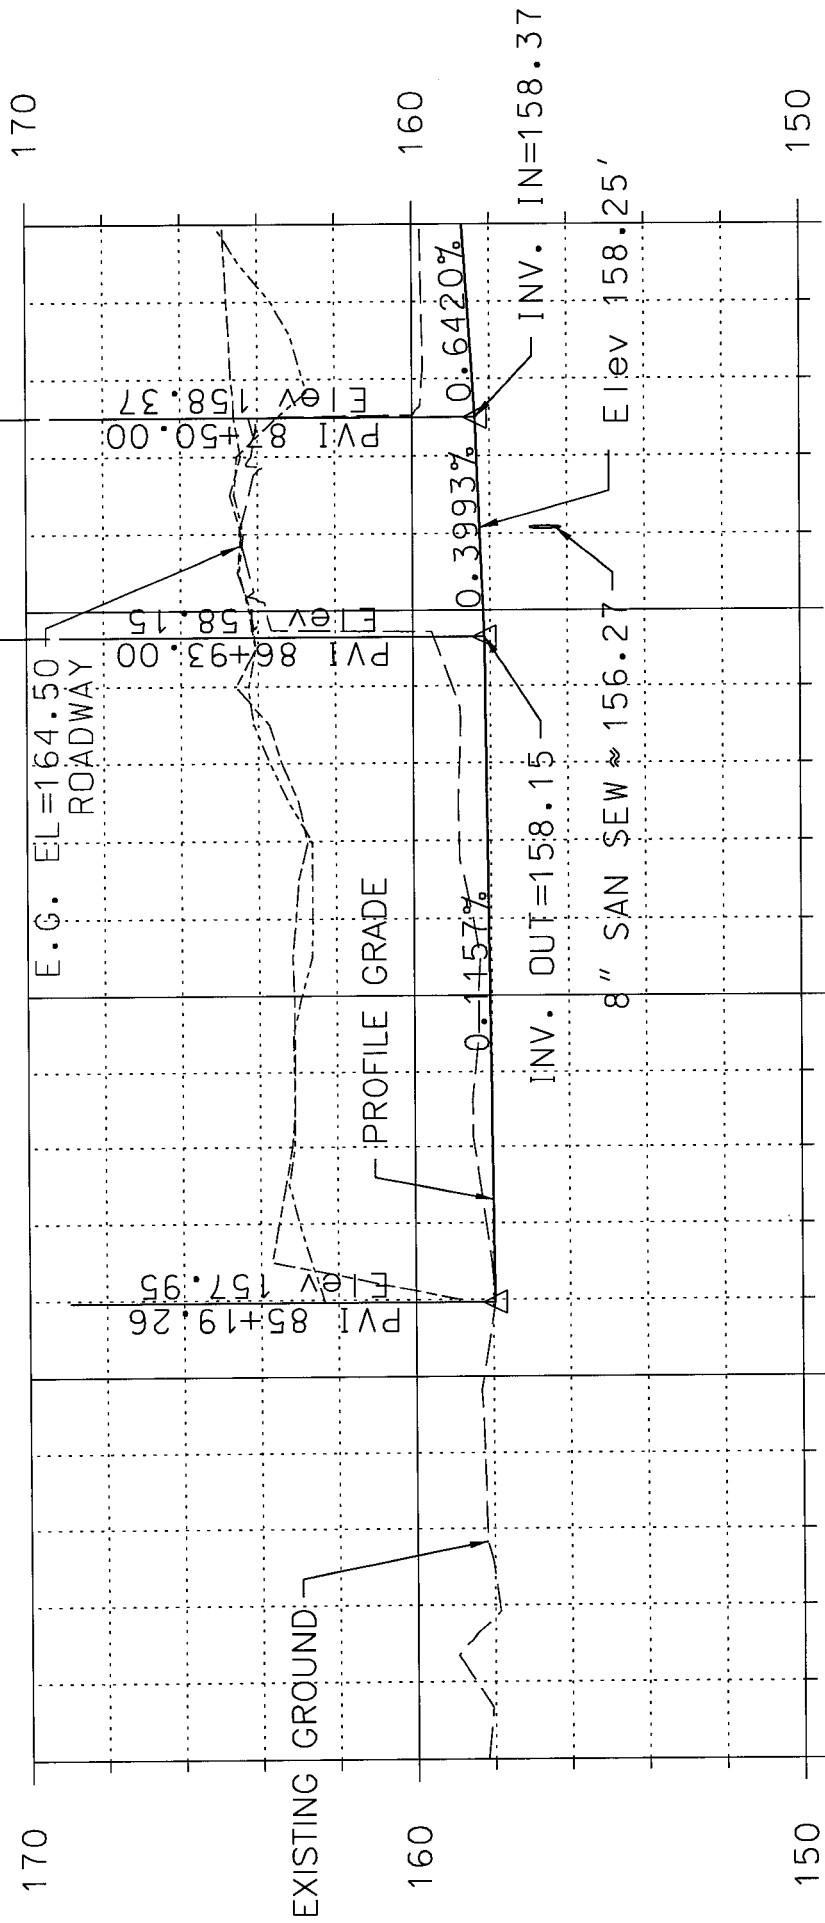 170
160
150
170
160
150
E.G. EL=164.50
ROADWAY
PVI 85+19.26
Elev 157.95
PVI 86+93.00
Elev 158.15
PVI 87+50.00
Elev 158.37
EXISTING GROUND
PROFILE GRADE
0.1157%
0.3993%
0.6420%
INV. OUT=158.15
INV. IN=158.37
8" SAN SEW ≈ 156.27
Elev 158.25'